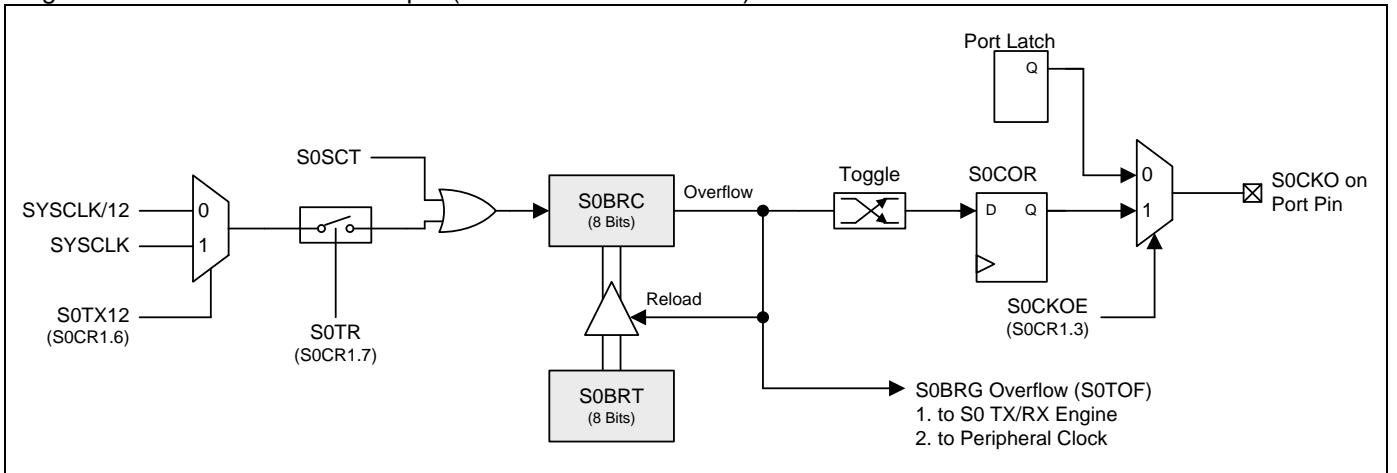 Port Latch
Q
S0SCT
Toggle
S0COR
SYSCLK/12
0
S0BRC
(8 Bits)
Overflow
D
Q
0
1
S0CKO on
Port Pin
SYSCLK
1
Reload
S0CKOE
(S0CR1.3)
S0TX12
(S0CR1.6)
S0TR
(S0CR1.7)
S0BRT
(8 Bits)
S0BRG Overflow (S0TOF)
1. to S0 TX/RX Engine
2. to Peripheral Clock